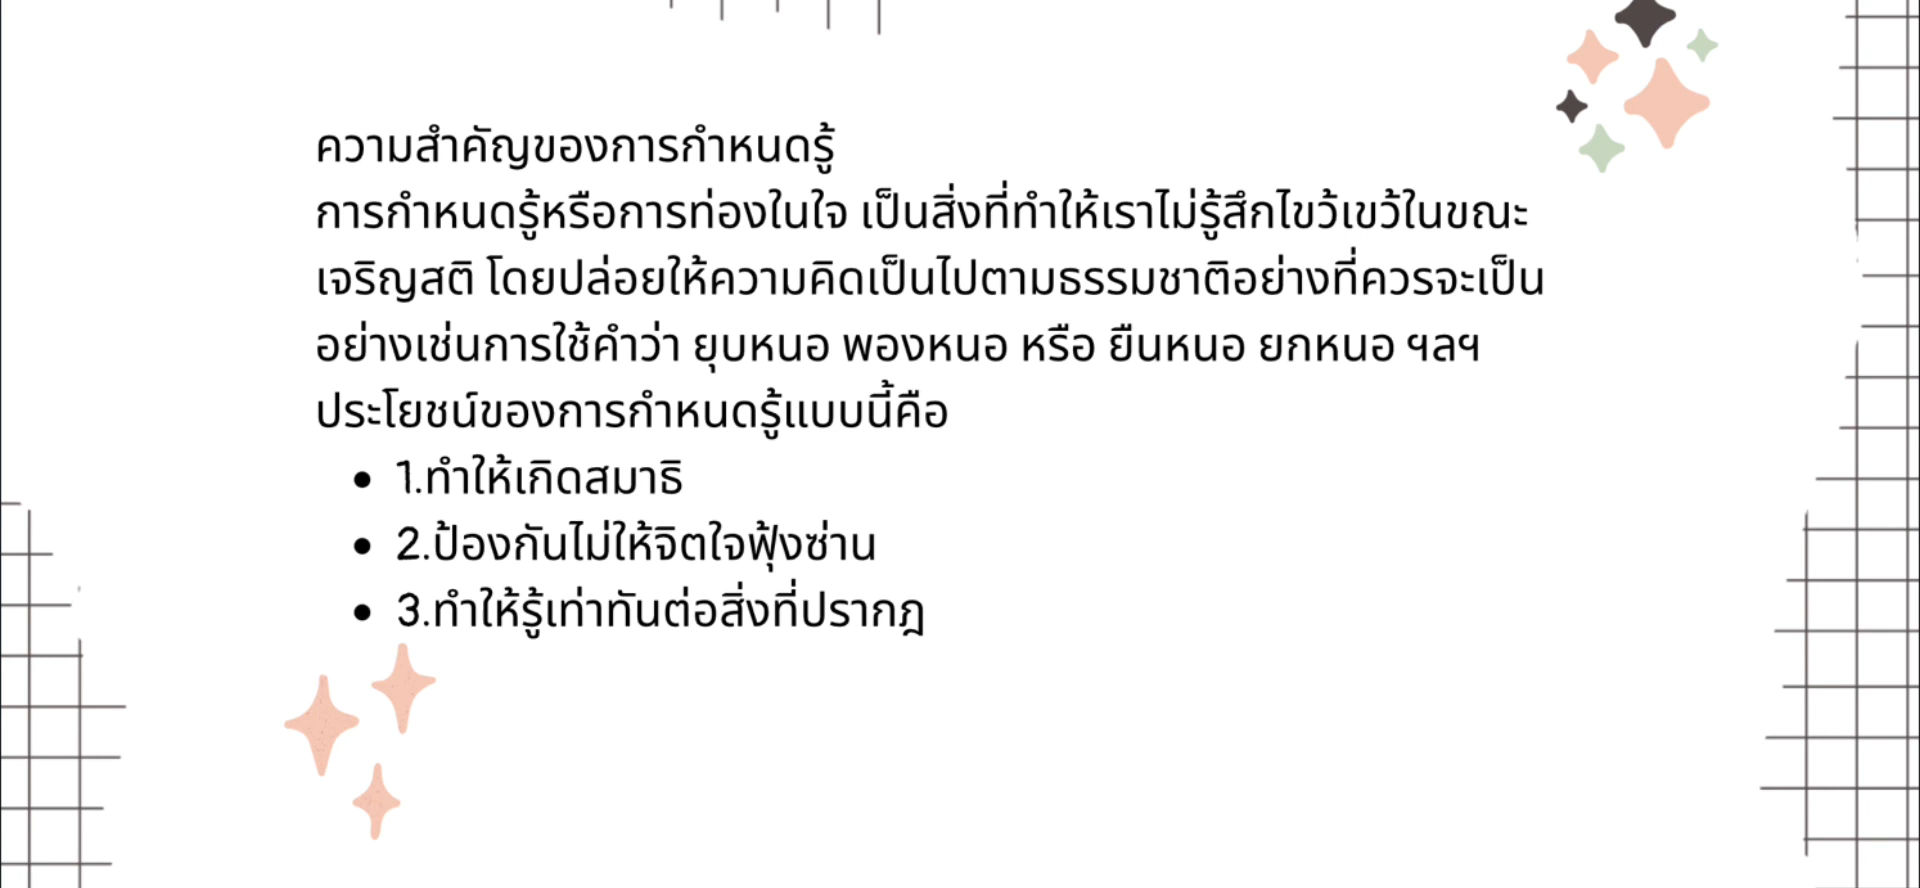 ความสำคัญของการกำหนดรู้
การกำหนดรู้หรือการท่องในใจ เป็นสิ่งที่ทำให้เราไม่รู้สึกไขว้เขว้ในขณะ
เจริญสติ โดยปล่อยให้ความคิดเป็นไปตามธรรมชาติอย่างที่ควรจะเป็น
อย่างเช่นการใช้คำว่า ยุบหนอ พองหนอ หรือ ยืนหนอ ยกหนอ ฯลฯ
ประโยชน์ของการกำหนดรู้แบบนี้คือ
• 1.ทำให้เกิดสมาธิ
• 2.ป้องกันไม่ให้จิตใจฟุ้งซ่าน
• 3.ทำให้รู้เท่าทันต่อสิ่งที่ปรากฎ